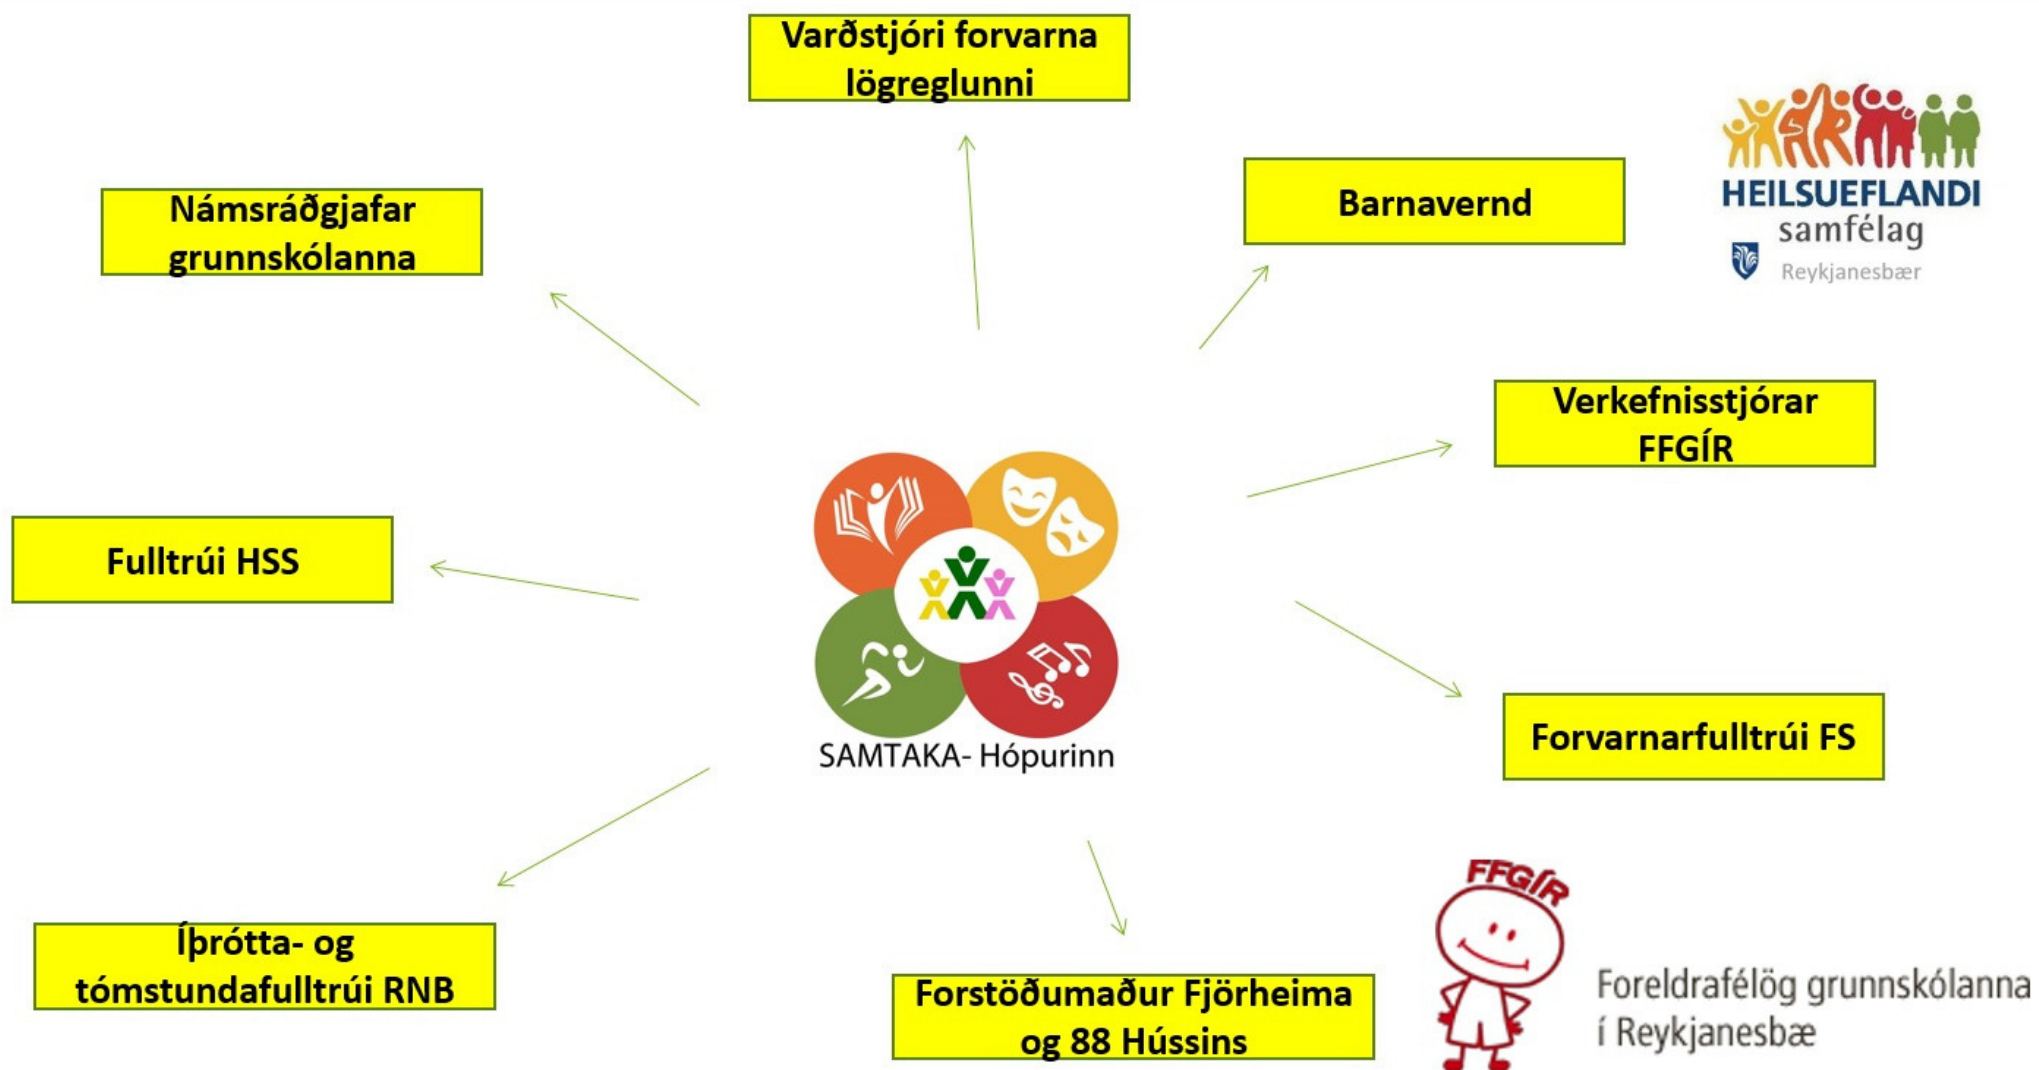 Varðstjóri forvarna
lögreglunni
Námsráðgjafar
grunnskólanna
Barnavernd
HEILSUEFLANDI
samfélag
Reykjanesbær
Verkefnisstjórar
FFGÍR
Fulltrúi HSS
SAMTAKA- Hópurinn
Forvarnarfulltrúi FS
Íþrótta- og
tómstundafulltrúi RNB
Forstöðumaður Fjörheima
og 88 Hússins
FFGÍR
Foreldrafélög grunnskólanna
í Reykjanesbæ